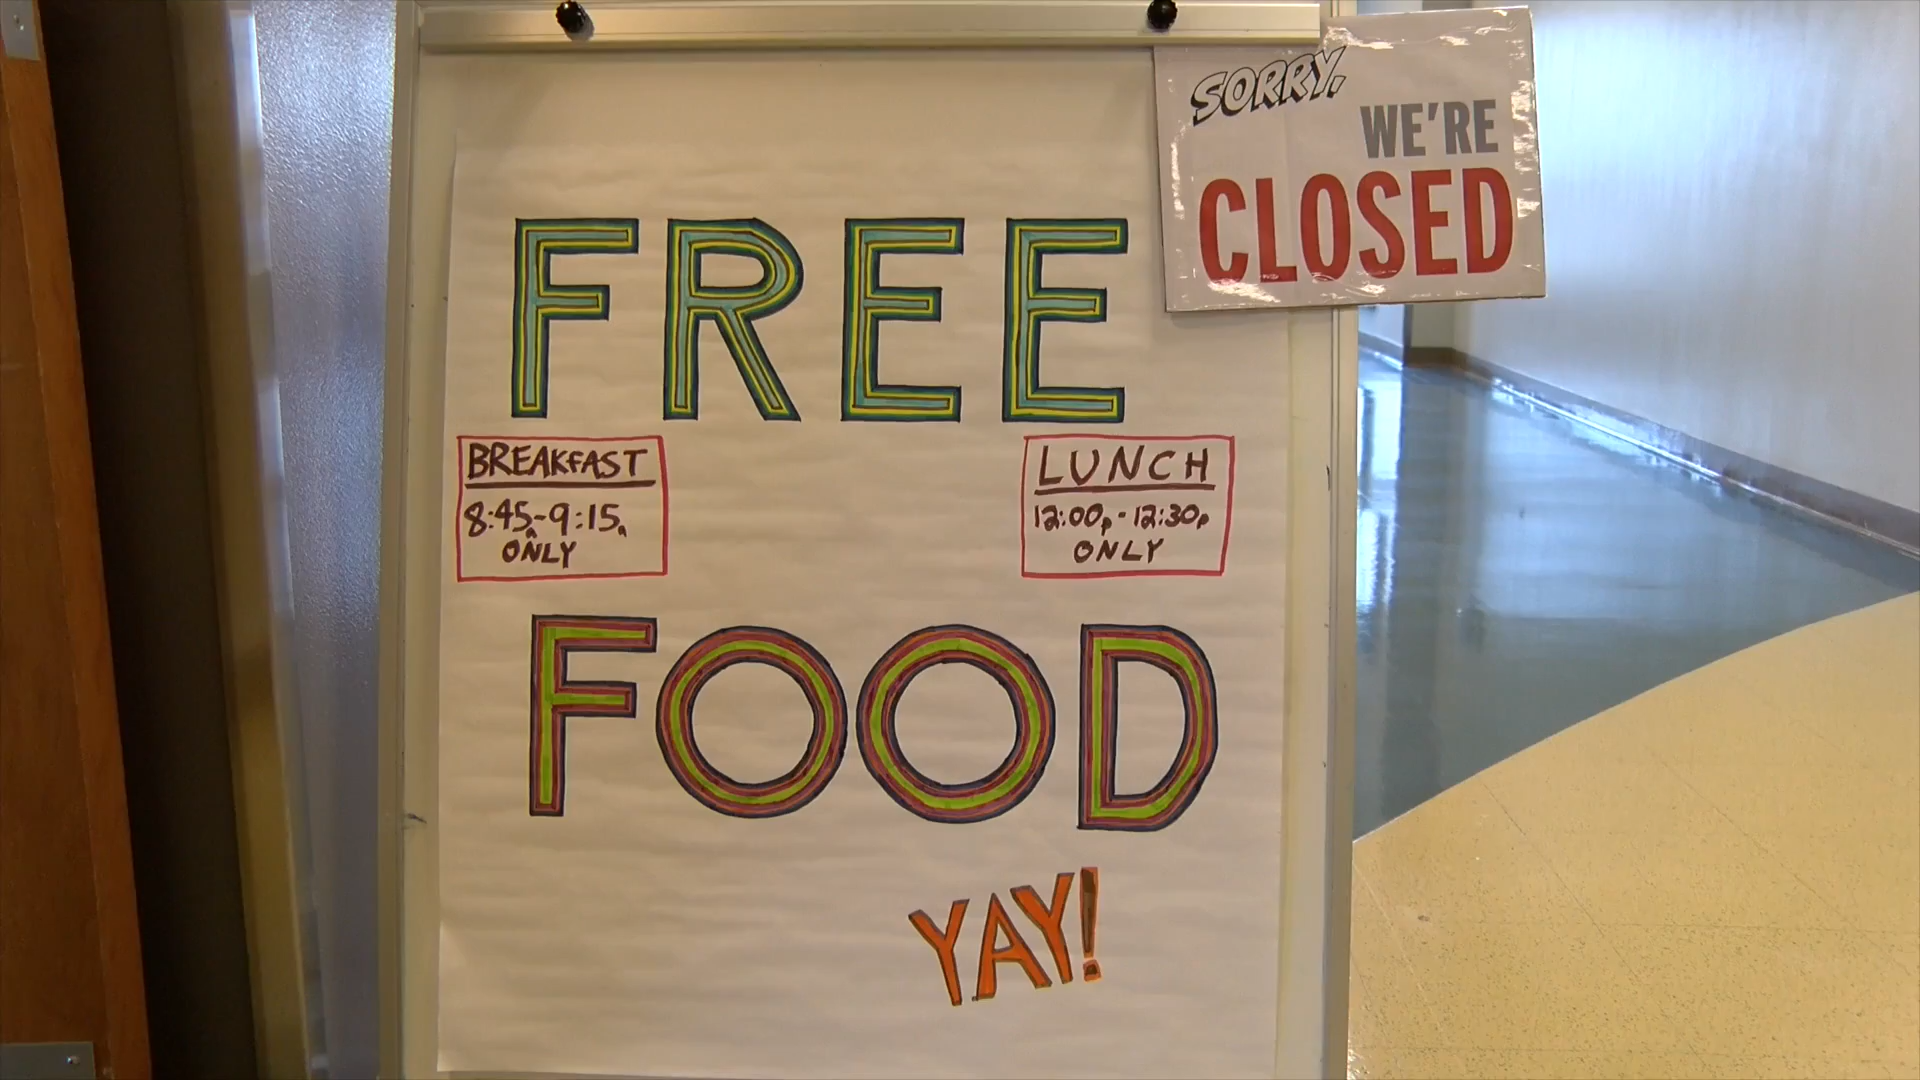 SORRY,
WE'RE
CLOSED
FREE
BREAKFAST
8:45a-9:15a
ONLY
LUNCH
12:00p-12:30p
ONLY
FOOD
YAY!